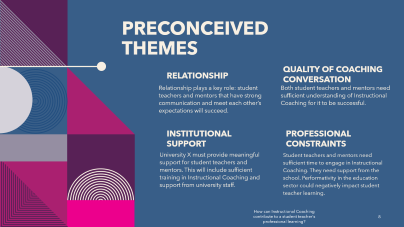 PRECONCEIVED
THEMES
RELATIONSHIP
Relationship plays a key role: student
teachers and mentors that have strong
communication and meet each other's
expectations will succeed.
QUALITY OF COACHING
CONVERSATION
Both student teachers and mentors need
sufficient understanding of Instructional
Coaching for it to be successful.
INSTITUTIONAL
SUPPORT
University X must provide meaningful
support for student teachers and
mentors. This will include sufficient
training in Instructional Coaching and
support from university staff.
PROFESSIONAL
CONSTRAINTS
Student teachers and mentors need
sufficient time to engage in Instructional
Coaching. They need support from the
school. Performativity in the education
sector could negatively impact student
teacher learning.
How can Instructional Coaching
contribute to a student teacher's
professional learning?
8